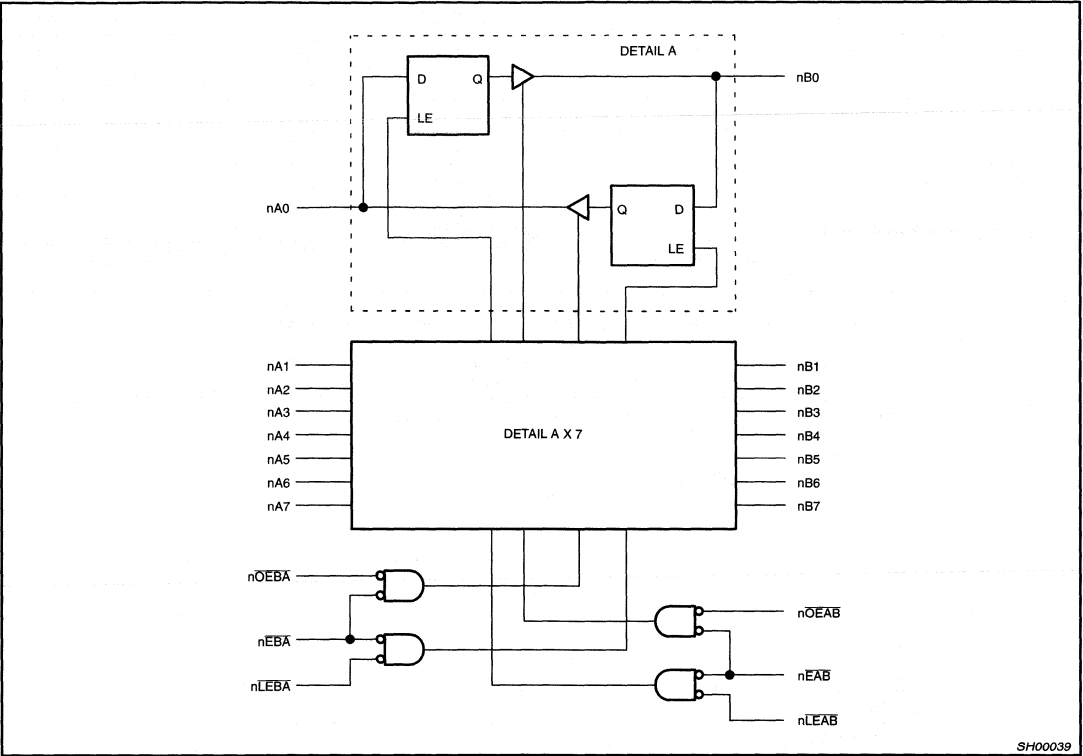 DETAIL A
D Q
nB0
LE
nA0
Q D
LE
nA1
nB1
nA2
nB2
nA3
nB3
nA4
DETAIL A X 7
nB4
nA5
nB5
nA6
nB6
nA7
nB7
nOEBA
nOEAB
nEBA
nEAB
nLEBA
nLEAB
SH00039